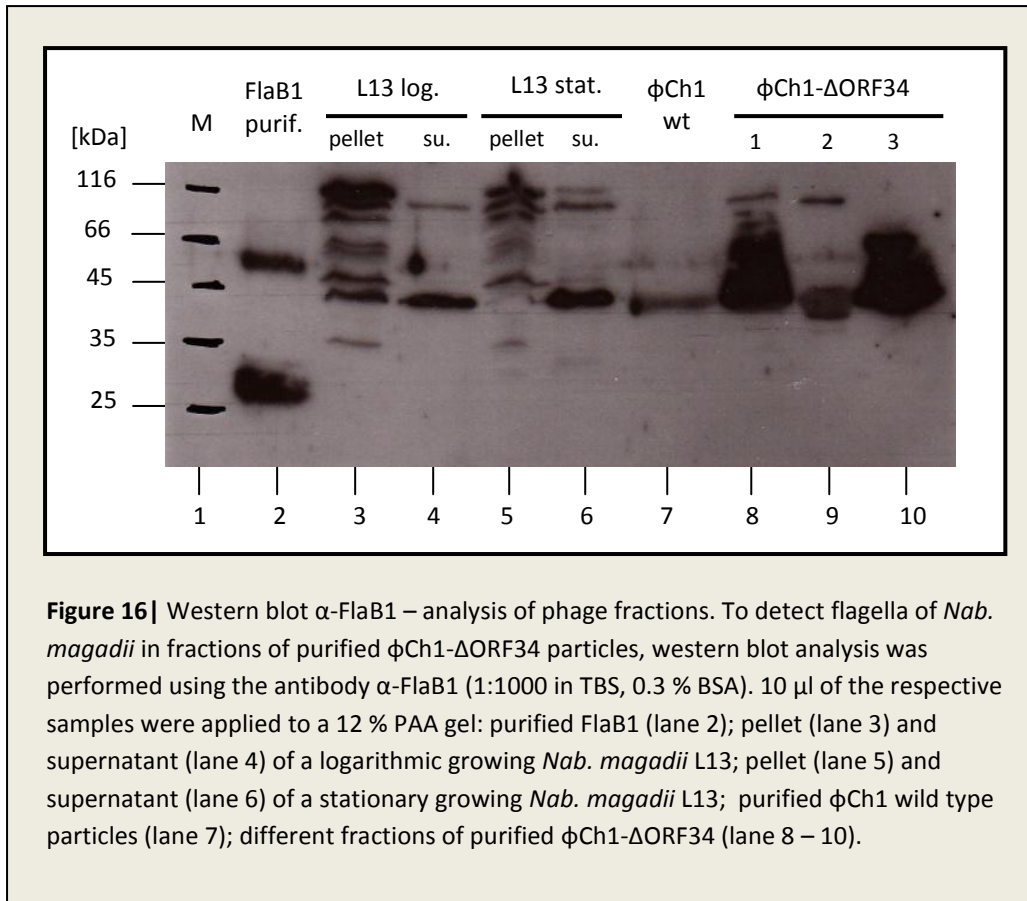 FlaB1 L13 log. L13 stat. ϕCh1 ϕCh1-ΔORF34
M purif. wt
[kDa] pellet su. pellet su. 1 2 3
116
66
45
35
25
1 2 3 4 5 6 7 8 9 10
Figure 16| Western blot α-FlaB1 – analysis of phage fractions. To detect flagella of Nab.
magadii in fractions of purified ϕCh1-ΔORF34 particles, western blot analysis was
performed using the antibody α-FlaB1 (1:1000 in TBS, 0.3 % BSA). 10 µl of the respective
samples were applied to a 12 % PAA gel: purified FlaB1 (lane 2); pellet (lane 3) and
supernatant (lane 4) of a logarithmic growing Nab. magadii L13; pellet (lane 5) and
supernatant (lane 6) of a stationary growing Nab. magadii L13; purified ϕCh1 wild type
particles (lane 7); different fractions of purified ϕCh1-ΔORF34 (lane 8 – 10).